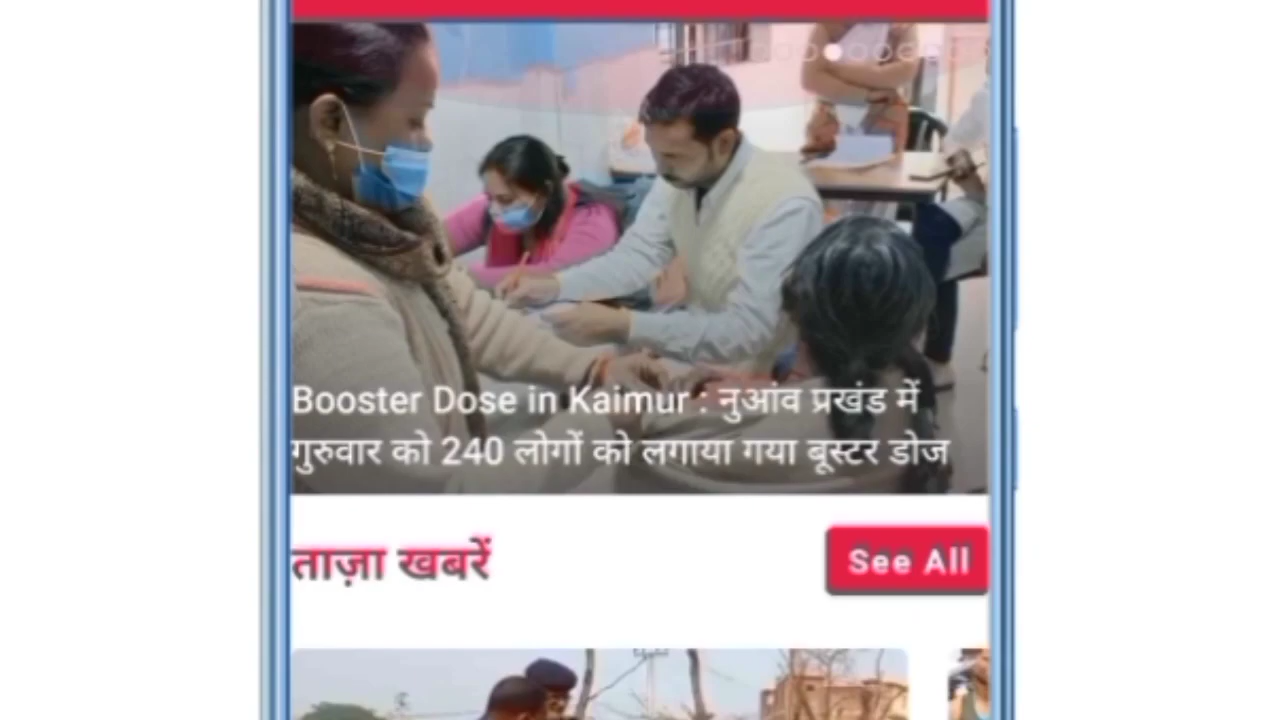 Booster Dose in Kaimur : नुआंव प्रखंड में
गुरुवार को 240 लोगों को लगाया गया बूस्टर डोज
ताज़ा खबरें
See All